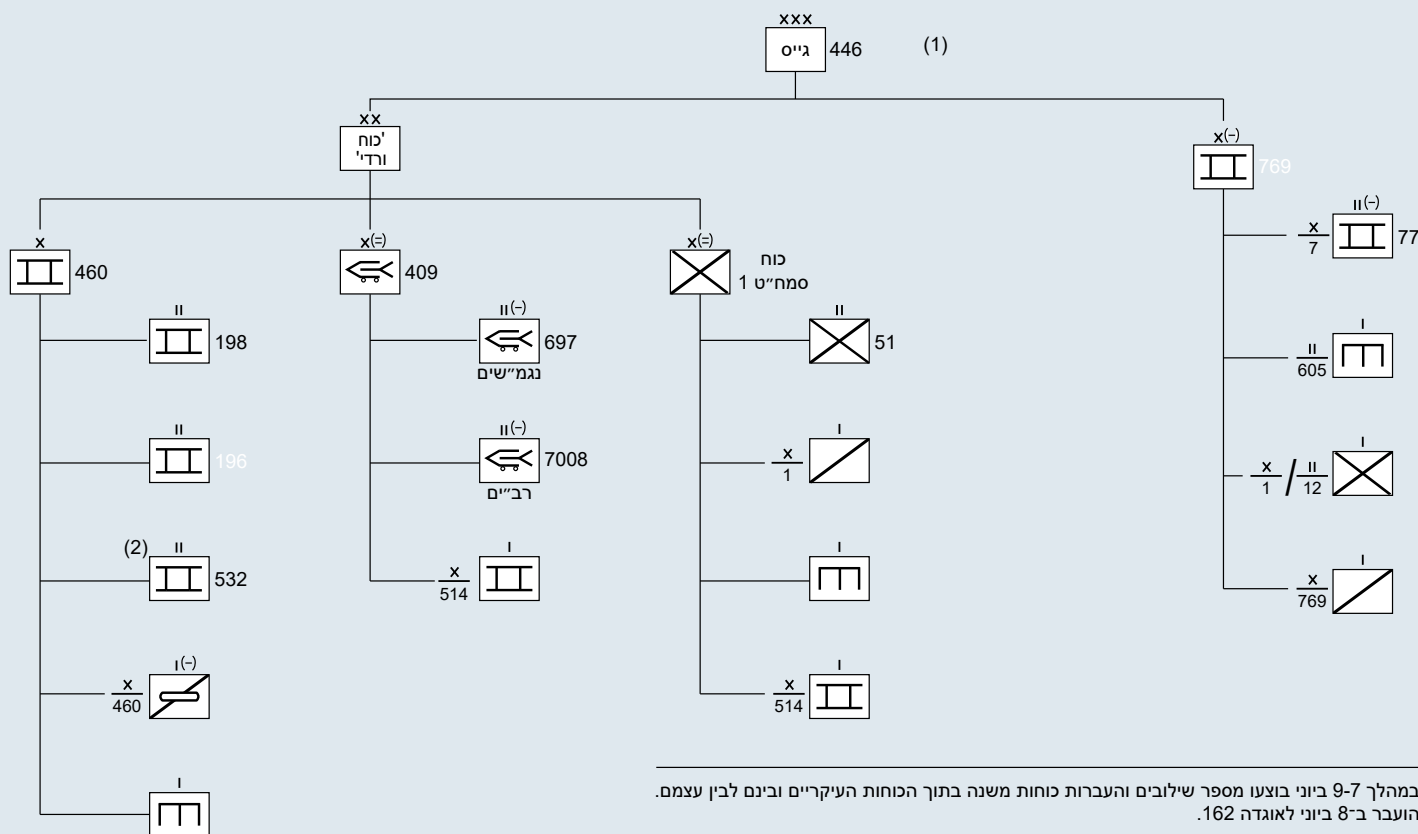 xxx
גייס 446 (1)
xx
'כוח
ורדי'
x(–)
769
x
460
x(=)
409
x(=)
כוח
סמח״ט 1
II(–)
x
7
77
II
198
II(–)
697
נגמ״שים
II
51
I
II
605
II
196
II(–)
7008
רב״ים
I
x
1
I
x
1 / II
12
(2) II
532
I
x
514
I
I
x
769
I(–)
x
460
I
x
514
I
במהלך 9-7 ביוני בוצעו מספר שילובים והעברות כוחות משנה בתוך הכוחות העיקריים ובינם לבין עצמם.
הועבר ב־8 ביוני לאוגדה 162.